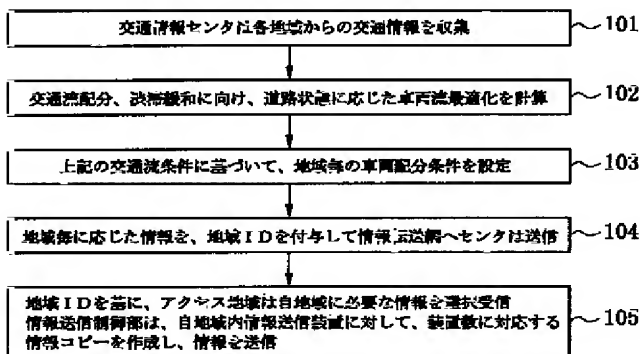 交通情報センタは各地域からの交通情報を収集
101
交通流配分、渋滞緩和に向け、道路状態に応じた車両流最適化を計算
102
上記の交通流条件に基づいて、地域毎の車両配分条件を設定
103
地域毎に応じた情報を、地域IDを付与して情報伝送網へセンタは送信
104
地域IDを基に、アクセス地域は自地域に必要な情報を選択受信
情報送信制御部は、自地域内情報送信装置に対して、装置数に対応する
情報コピーを作成し、情報を送信
105